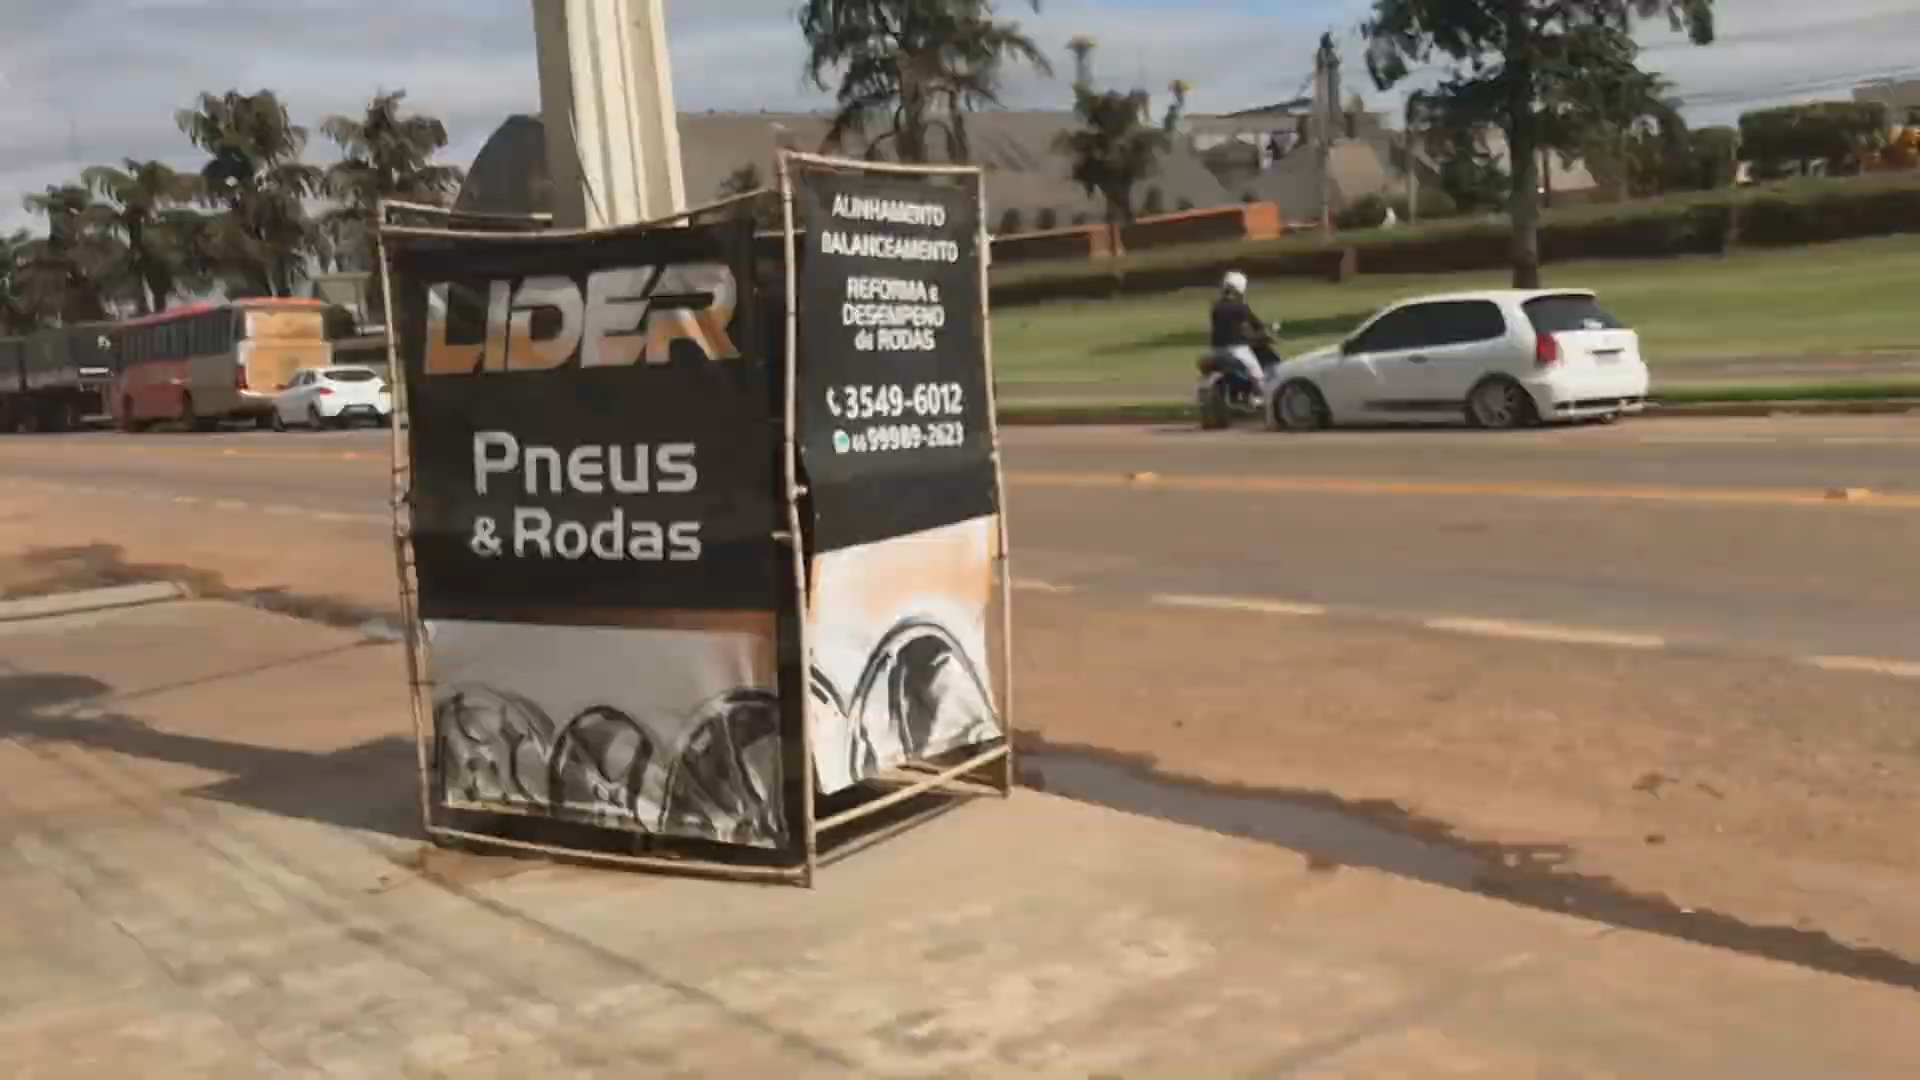 LIDER
Pneus
& Rodas
ALINHAMENTO
BALANCEAMENTO
REFORMA e
DESEMPENO
de RODAS
3549-6012
99989-2623